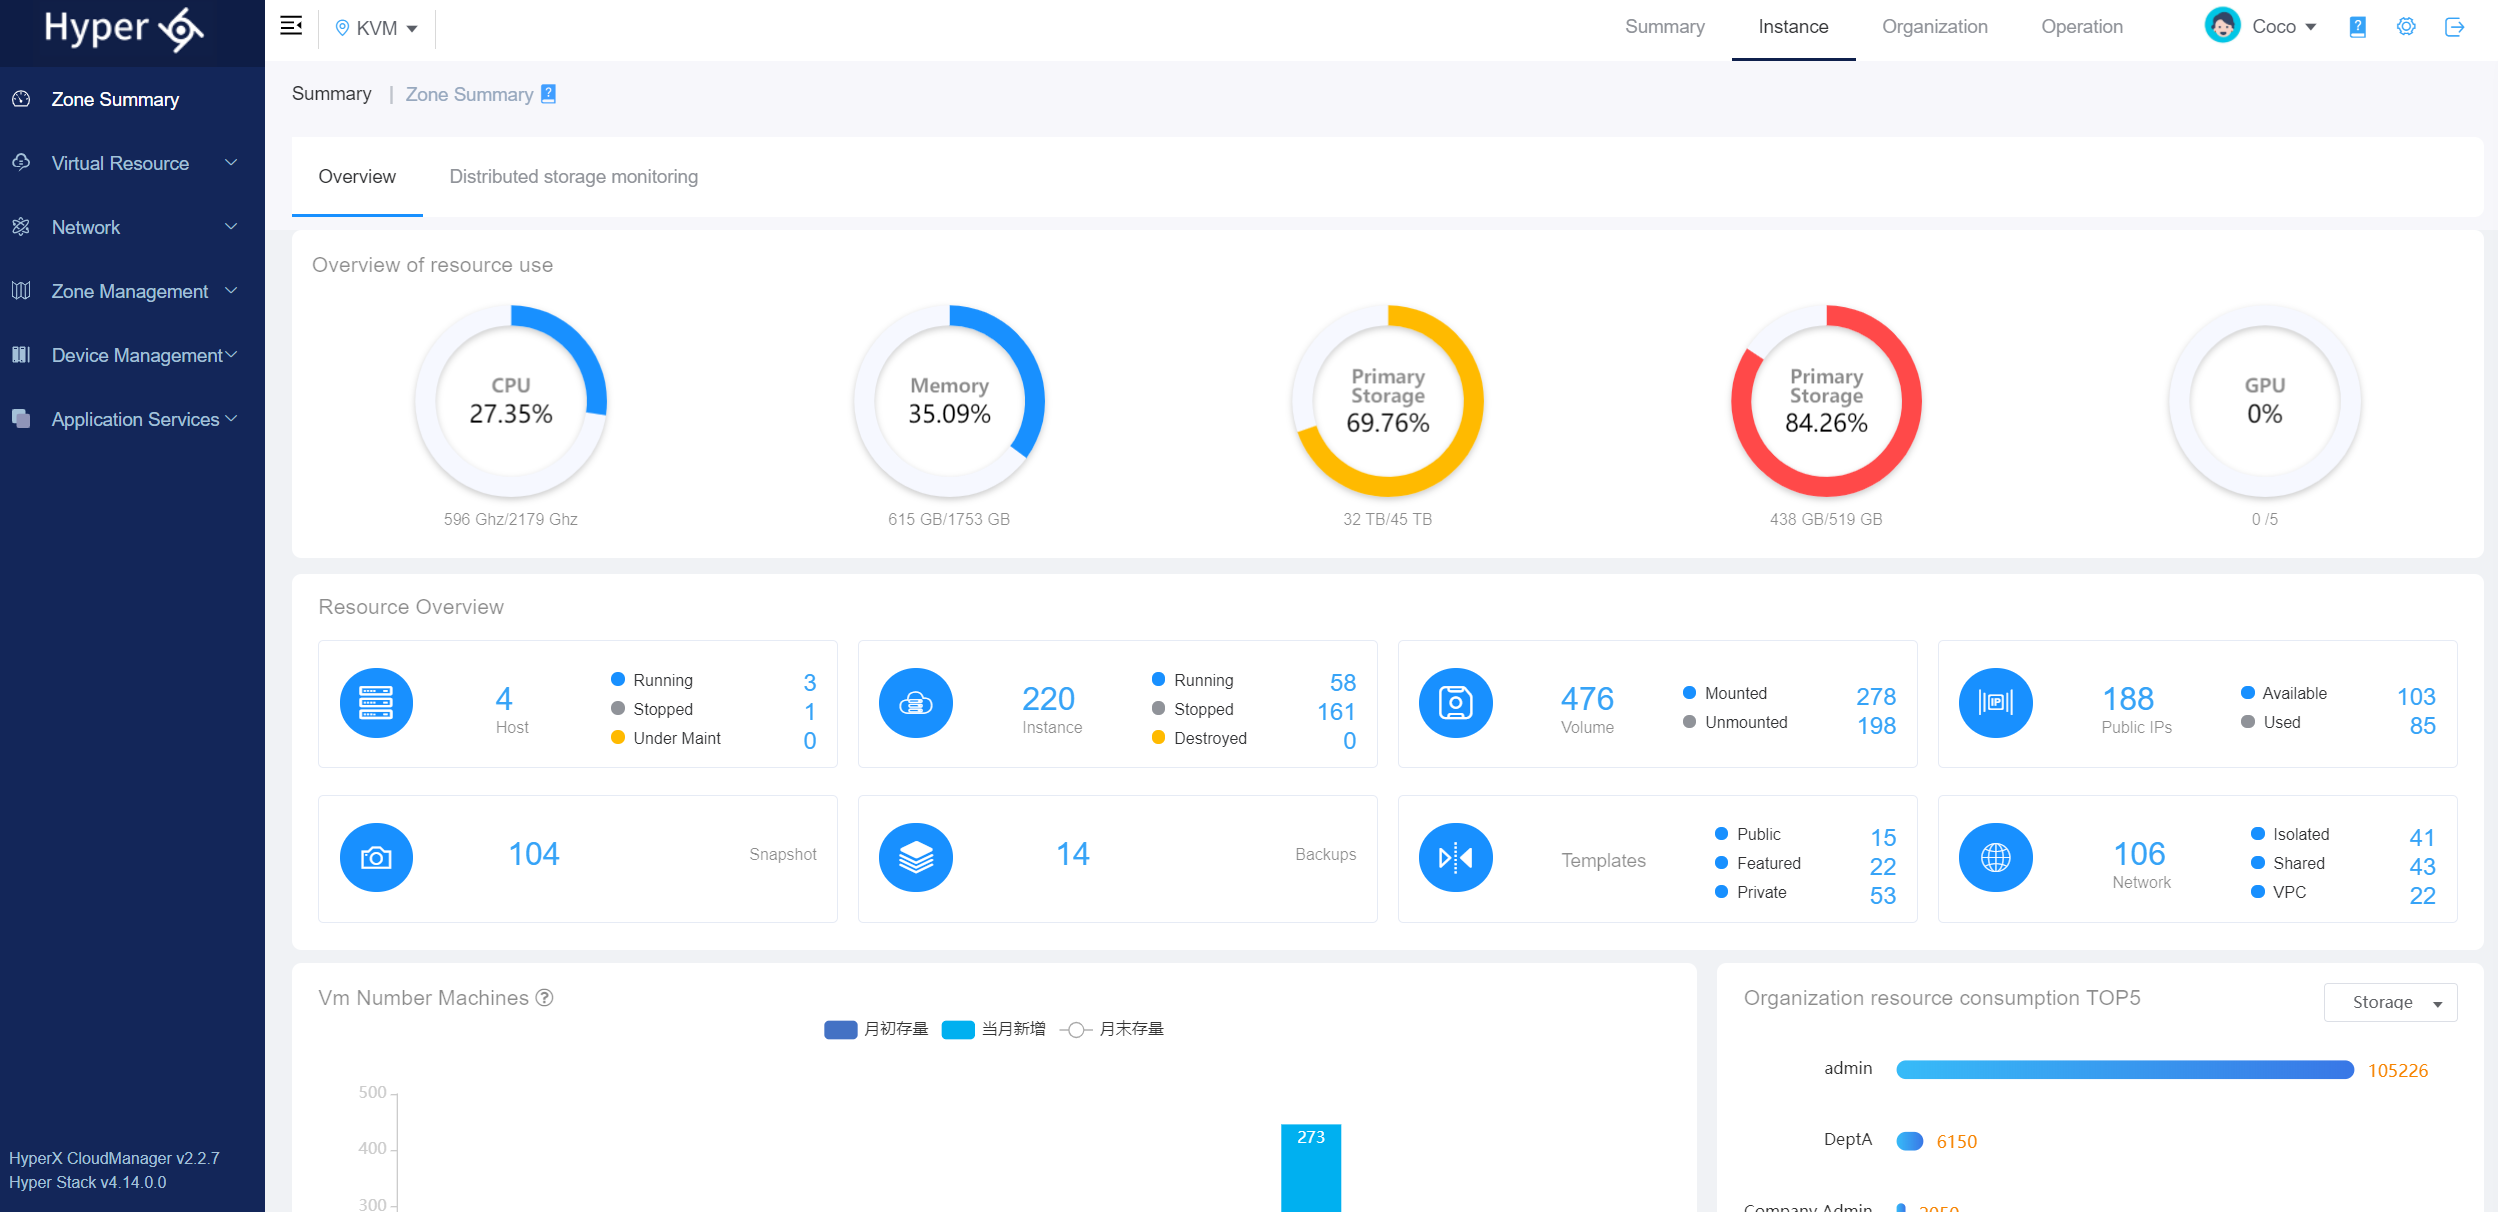 Hyper
KVM
Summary Instance Organization Operation
Coco
Zone Summary
Virtual Resource
Network
Zone Management
Device Management
Application Services
HyperX CloudManager v2.2.7
Hyper Stack v4.14.0.0
Summary | Zone Summary
Overview Distributed storage monitoring
Overview of resource use
CPU
27.35%
596 Ghz/2179 Ghz
Memory
35.09%
615 GB/1753 GB
Primary
Storage
69.76%
32 TB/45 TB
Primary
Storage
84.26%
438 GB/519 GB
GPU
0%
0 /5
Resource Overview
4
Host
Running 3
Stopped 1
Under Maint 0
220
Instance
Running 58
Stopped 161
Destroyed 0
476
Volume
Mounted 278
Unmounted 198
188
Public IPs
IP
Available 103
Used 85
104 Snapshot
14 Backups
Templates
Public 15
Featured 22
Private 53
106
Network
Isolated 41
Shared 43
VPC 22
Vm Number Machines
月初存量 当月新增 月末存量
500
400
300
273
Organization resource consumption TOP5
Storage
admin 105226
DeptA 6150
Company Admin 2050